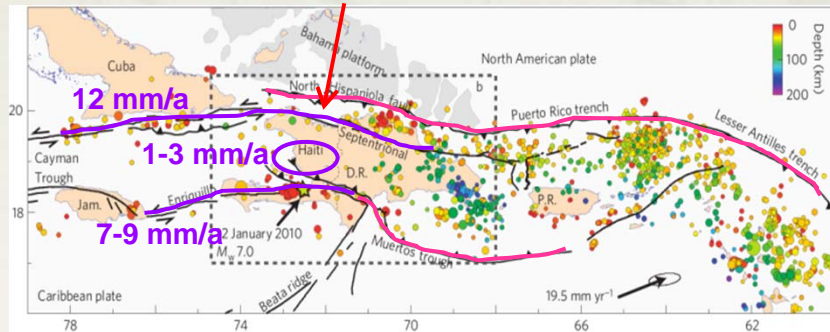 Cuba
Bahama platform
North American plate
0
100
200
Depth (km)
b
North Hispaniola fault
20
12 mm/a
Puerto Rico trench
Lesser Antilles trench
Septentrional
Cayman
Trough
1-3 mm/a
Haiti
D.R.
Enriquillo
Jam.
P.R.
18
7-9 mm/a
2 January 2010
Mw 7.0
Muertos trough
Beata ridge
19.5 mm yr⁻¹
Caribbean plate
78
74
70
66
62